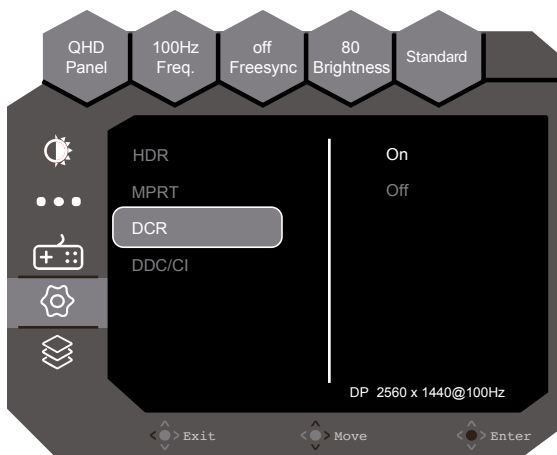 QHD
Panel
100Hz
Freq.
off
Freesync
80
Brightness
Standard
HDR
MPRT
DCR
DDC/CI
On
Off
DP 2560 x 1440@100Hz
Exit
Move
Enter